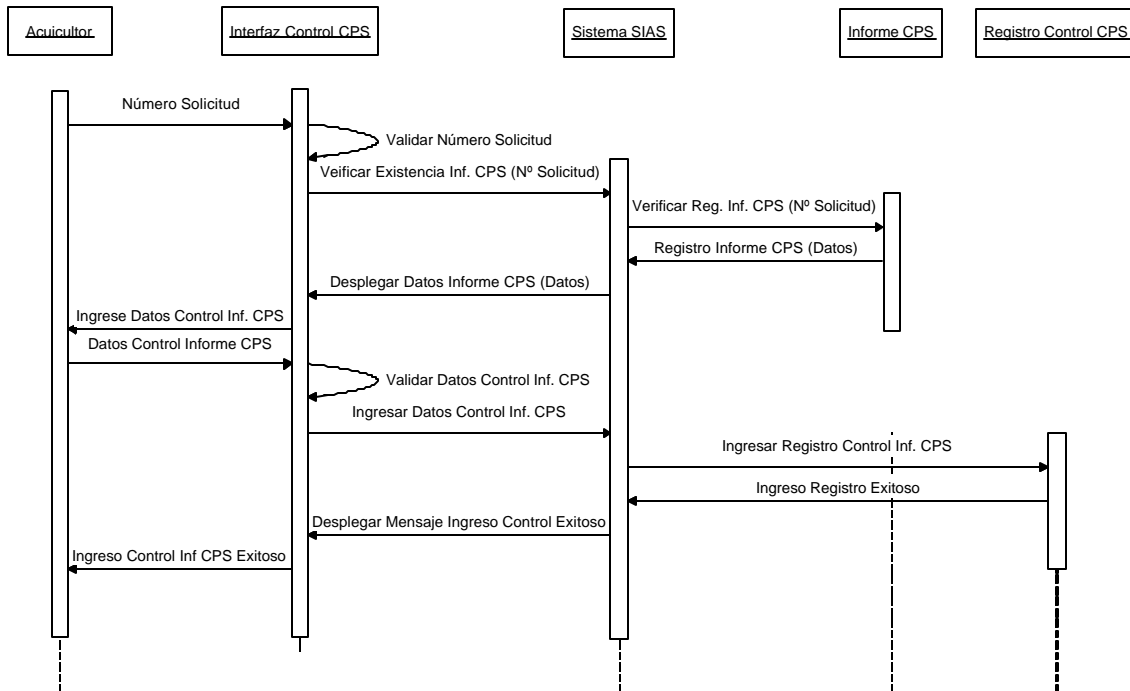 Acuicultor
Interfaz Control CPS
Sistema SIAS
Informe CPS
Registro Control CPS
Número Solicitud
Validar Número Solicitud
Veificar Existencia Inf. CPS (Nº Solicitud)
Verificar Reg. Inf. CPS (Nº Solicitud)
Registro Informe CPS (Datos)
Desplegar Datos Informe CPS (Datos)
Ingrese Datos Control Inf. CPS
Datos Control Informe CPS
Validar Datos Control Inf. CPS
Ingresar Datos Control Inf. CPS
Ingresar Registro Control Inf. CPS
Ingreso Registro Exitoso
Desplegar Mensaje Ingreso Control Exitoso
Ingreso Control Inf CPS Exitoso